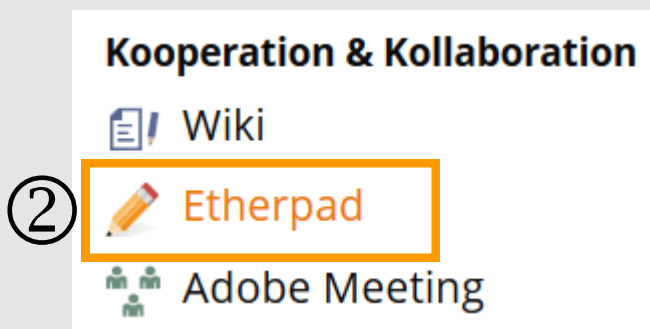 Kooperation & Kollaboration
Wiki
② Etherpad
Adobe Meeting